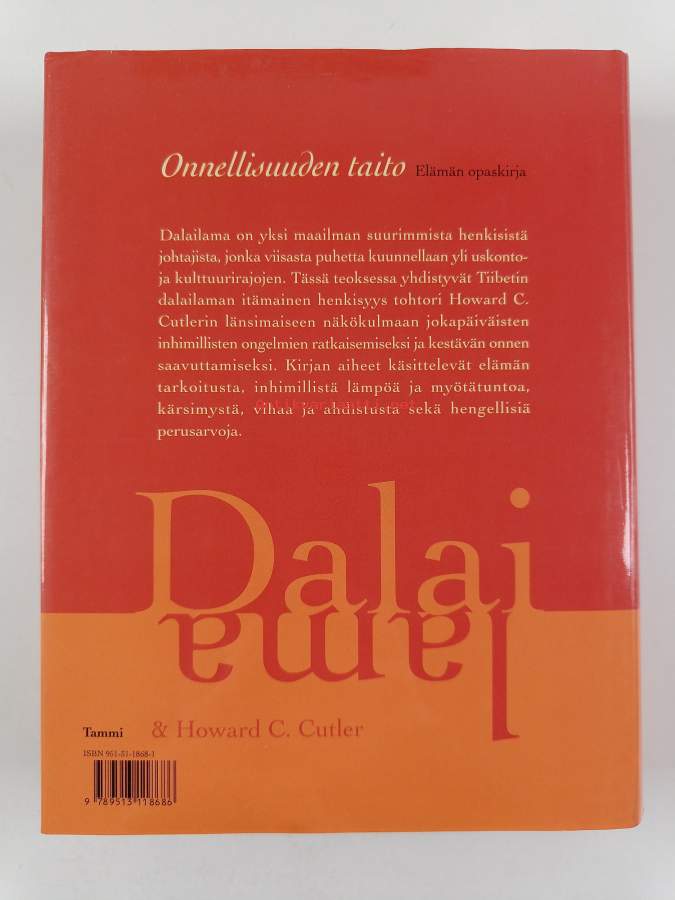 Onnellisuuden taito Elämän opaskirja
Dalailama on yksi maailman suurimmista henkisistä
johtajista, jonka viisasta puhetta kuunnellaan yli uskonto-
ja kulttuurirajojen. Tässä teoksessa yhdistyvät Tiibetin
dalailaman itämainen henkisyys tohtori Howard C.
Cutlerin länsimaiseen näkökulmaan jokapäiväisten
inhimillisten ongelmien ratkaisemiseksi ja kestävän onnen
saavuttamiseksi. Kirjan aiheet käsittelevät elämän
tarkoitusta, inhimillistä lämpöä ja myötätuntoa,
kärsimystä, vihaa ja ahdistusta sekä hengellisiä
perusarvoja.
Antikvariaatti.net
Dalai
lama
Tammi & Howard C. Cutler
ISBN 951-31-1868-1
9 789513 118686